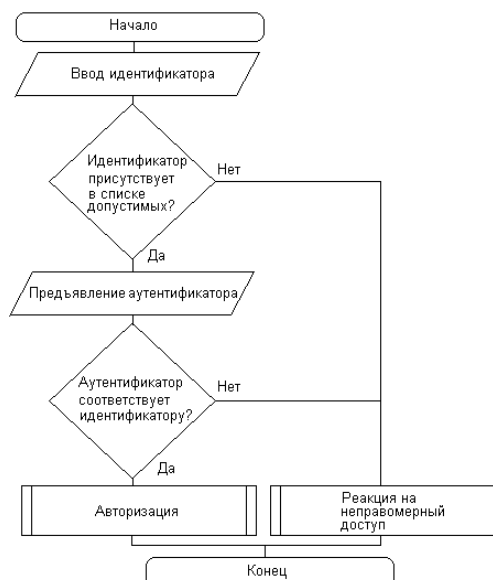 Начало
Ввод идентификатора
Идентификатор
присутствует
в списке
допустимых?
Нет
Да
Предъявление аутентификатора
Аутентификатор
соответствует
идентификатору?
Нет
Да
Авторизация
Реакция на
неправомерный
доступ
Конец